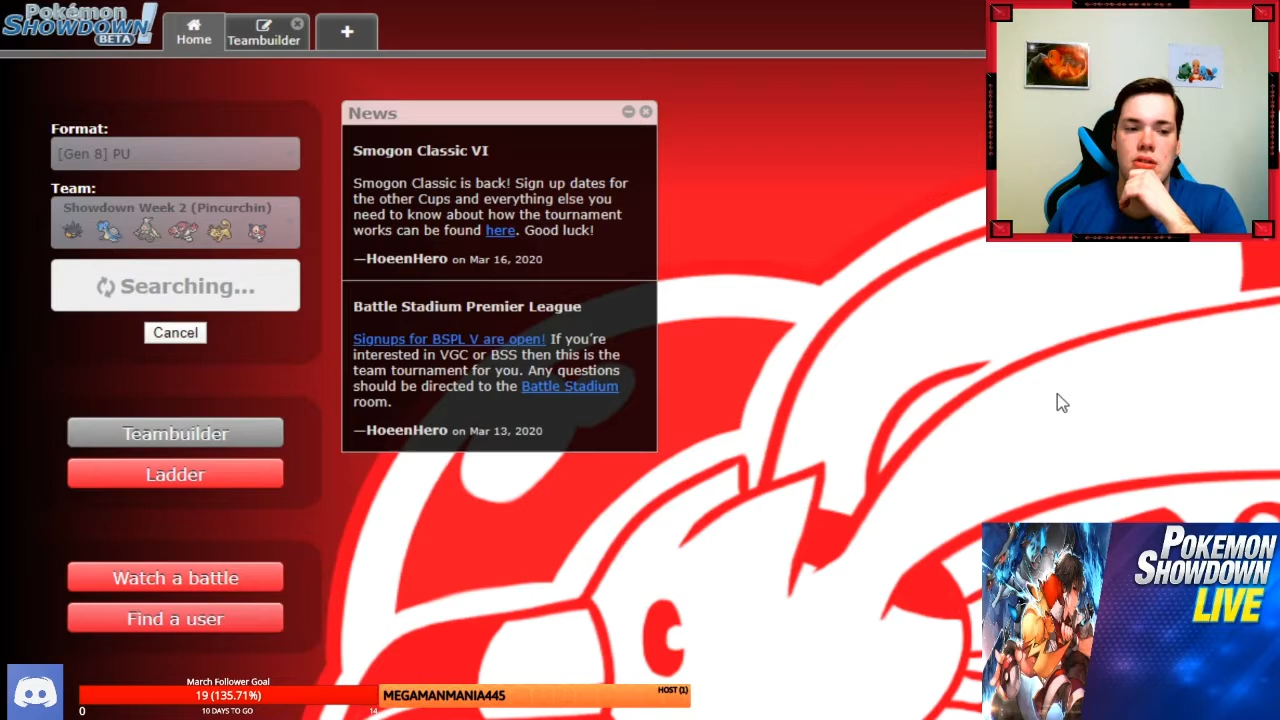 Pokémon
SHOWDOWN!
BETA
Home
Teambuilder
+
Format:
[Gen 8] PU
Team:
Showdown Week 2 (Pincurchin)
Searching...
Cancel
Teambuilder
Ladder
Watch a battle
Find a user
News
Smogon Classic VI
Smogon Classic is back! Sign up dates for
the other Cups and everything else you
need to know about how the tournament
works can be found here. Good luck!
—HoeenHero on Mar 16, 2020
Battle Stadium Premier League
Signups for BSPL V are open! If you're
interested in VGC or BSS then this is the
team tournament for you. Any questions
should be directed to the Battle Stadium
room.
—HoeenHero on Mar 13, 2020
March Follower Goal
19 (135.71%)
0
10 DAYS TO GO
14
MEGAMANMANIA445
HOST (1)
POKEMON
SHOWDOWN
LIVE